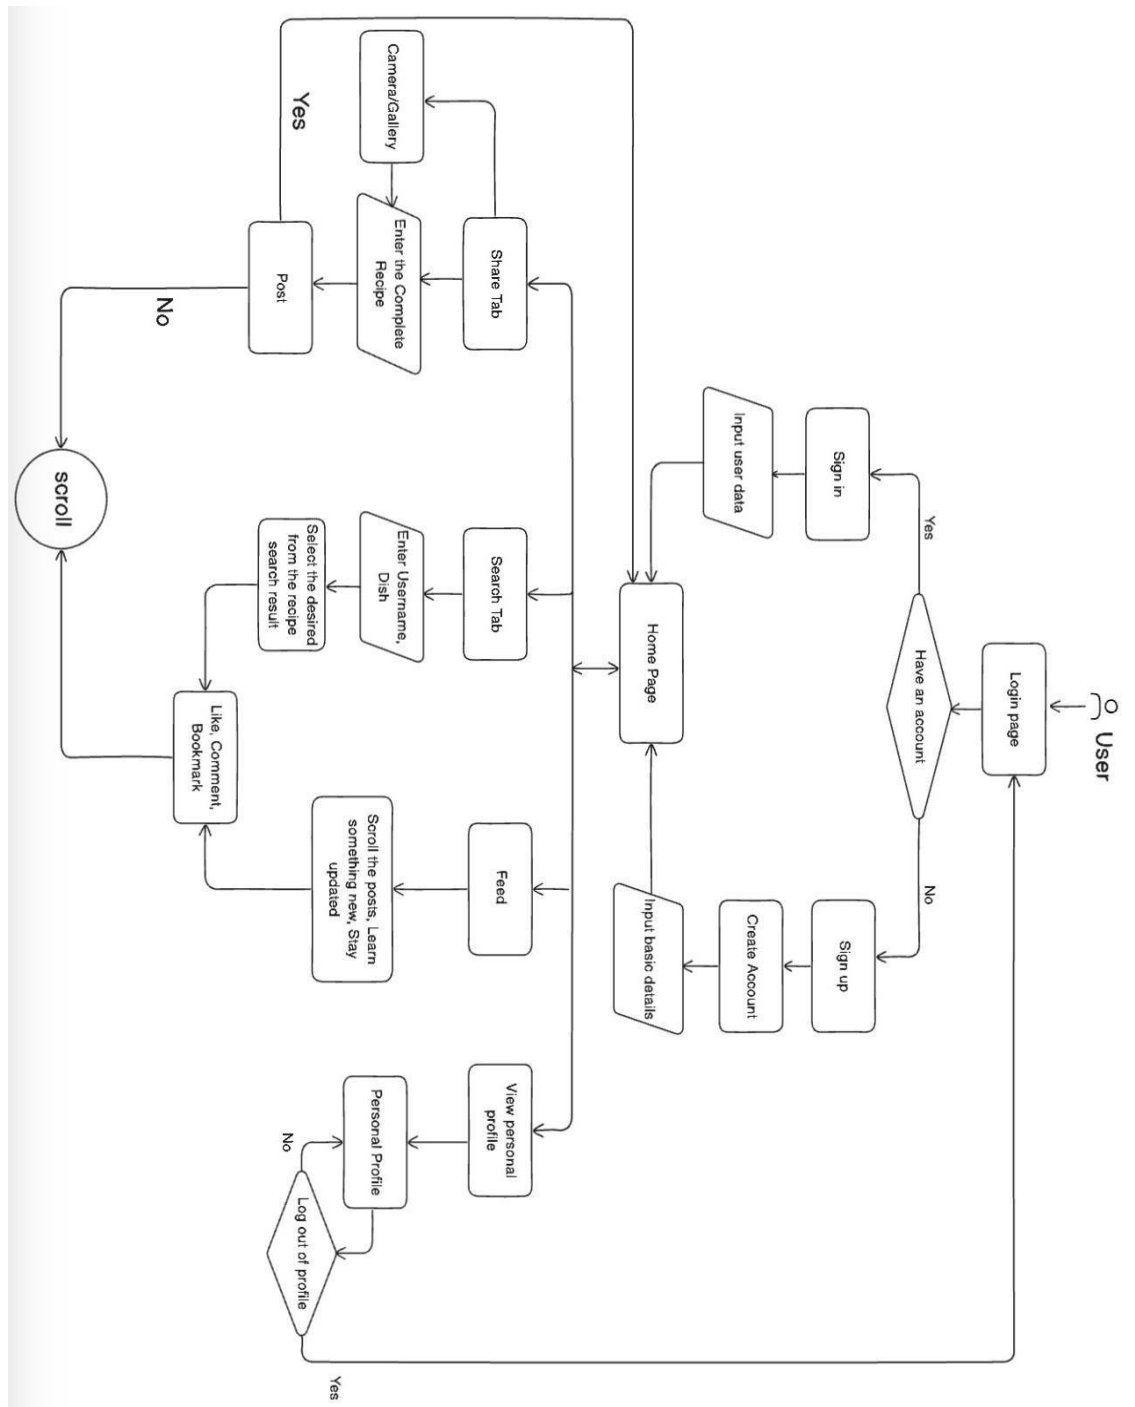 User
Login page
Have an account
Yes
No
Sign in
Sign up
Input user data
Create Account
Input basic details
Home Page
Share Tab
Search Tab
Feed
View personal
profile
Camera/Gallery
Enter the Complete
Recipe
Enter Username,
Dish
Scroll the posts, Learn
something new, Stay
updated
Personal Profile
Yes
Post
Select the desired
from the recipe
search result
No
Log out of profile
Yes
Like, Comment,
Bookmark
No
scroll